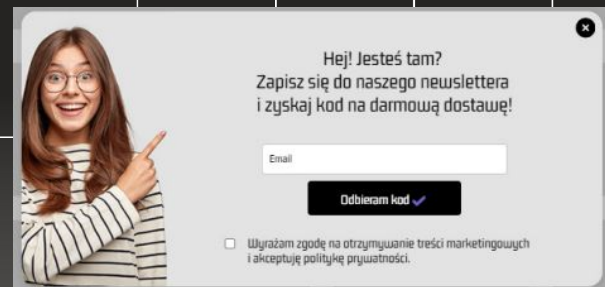 Hej! Jesteś tam?
Zapisz się do naszego newslettera
i zyskaj kod na darmową dostawę!
Email
Odbieram kod
Wyrażam zgodę na otrzymywanie treści marketingowych
i akceptuję politykę prywatności.